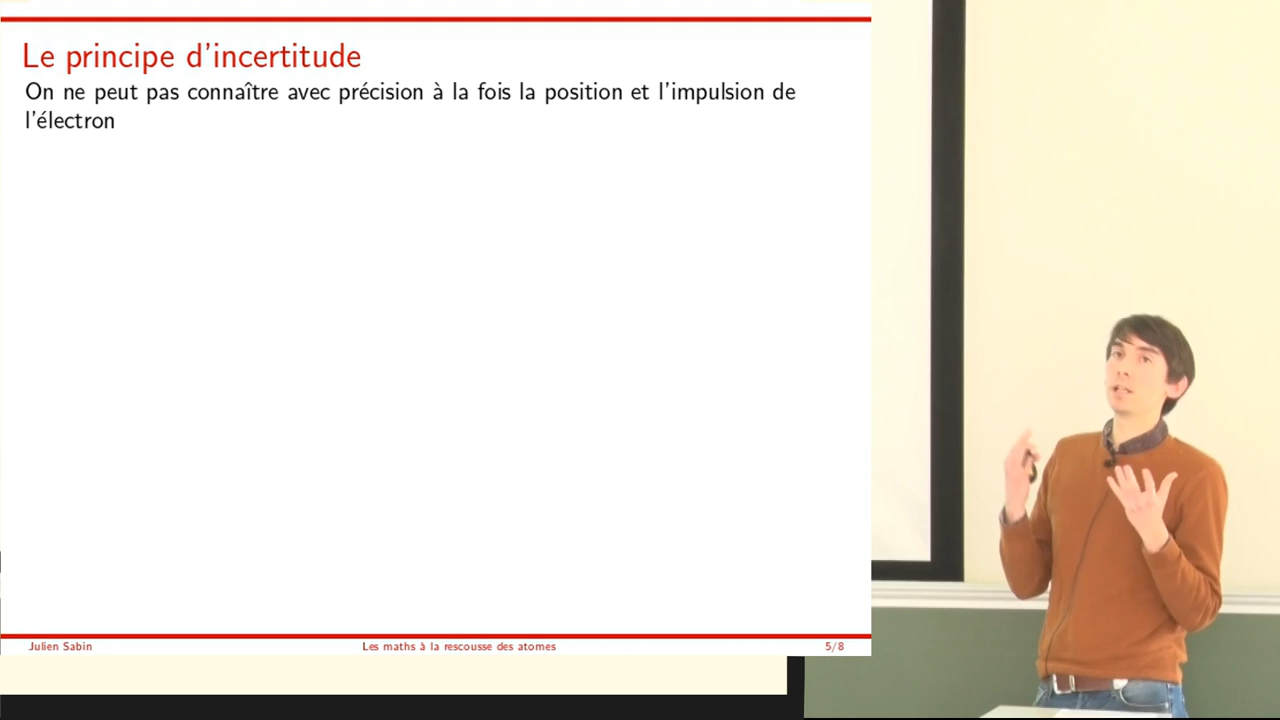 Le principe d'incertitude
On ne peut pas connaître avec précision à la fois la position et l'impulsion de
l'électron
Julien Sabin
Les maths à la rescousse des atomes
5/8